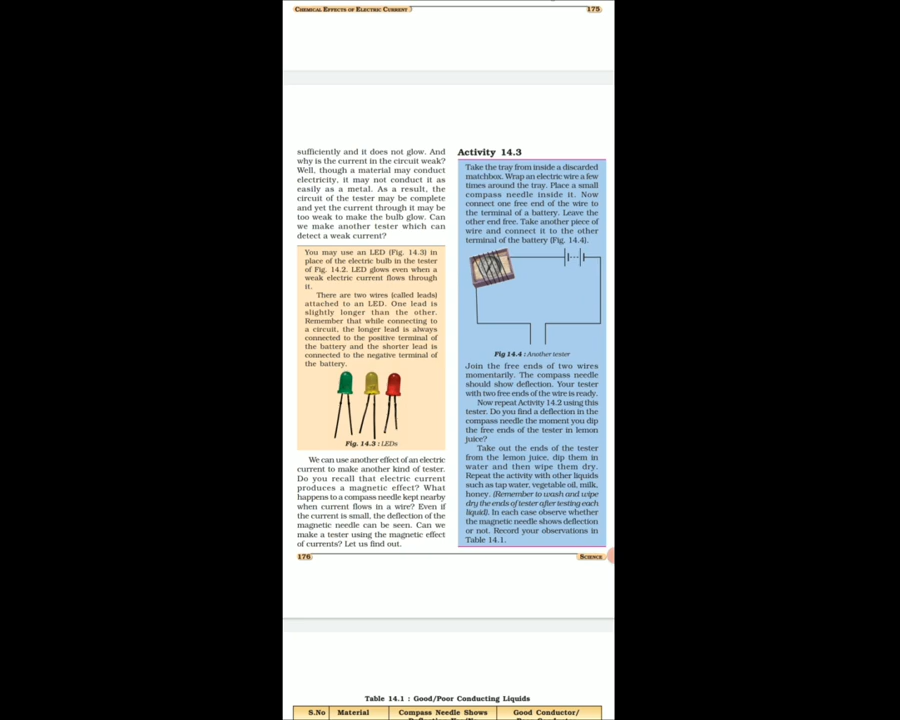 CHEMICAL EFFECTS OF ELECTRIC CURRENT
175
sufficiently and it does not glow. And
why is the current in the circuit weak?
Well, though a material may conduct
electricity, it may not conduct it as
easily as a metal. As a result, the
circuit of the tester may be complete
and yet the current through it may be
too weak to make the bulb glow. Can
we make another tester which can
detect a weak current?
You may use an LED (Fig. 14.3) in
place of the electric bulb in the tester
of Fig. 14.2. LED glows even when a
weak electric current flows through
it.
There are two wires (called leads)
attached to an LED. One lead is
slightly longer than the other.
Remember that while connecting to
a circuit, the longer lead is always
connected to the positive terminal of
the battery and the shorter lead is
connected to the negative terminal of
the battery.
Fig. 14.3 : LEDs
We can use another effect of an electric
current to make another kind of tester.
Do you recall that electric current
produces a magnetic effect? What
happens to a compass needle kept nearby
when current flows in a wire? Even if
the current is small, the deflection of the
magnetic needle can be seen. Can we
make a tester using the magnetic effect
of currents? Let us find out.
Activity 14.3
Take the tray from inside a discarded
matchbox. Wrap an electric wire a few
times around the tray. Place a small
compass needle inside it. Now
connect one free end of the wire to
the terminal of a battery. Leave the
other end free. Take another piece of
wire and connect it to the other
terminal of the battery (Fig. 14.4).
Fig 14.4 : Another tester
Join the free ends of two wires
momentarily. The compass needle
should show deflection. Your tester
with two free ends of the wire is ready.
Now repeat Activity 14.2 using this
tester. Do you find a deflection in the
compass needle the moment you dip
the free ends of the tester in lemon
juice?
Take out the ends of the tester
from the lemon juice, dip them in
water and then wipe them dry.
Repeat the activity with other liquids
such as tap water, vegetable oil, milk,
honey. (Remember to wash and wipe
dry the ends of tester after testing each
liquid). In each case observe whether
the magnetic needle shows deflection
or not. Record your observations in
Table 14.1.
176
SCIENCE
Table 14.1 : Good/Poor Conducting Liquids
S.No
Material
Compass Needle Shows
Good Conductor/